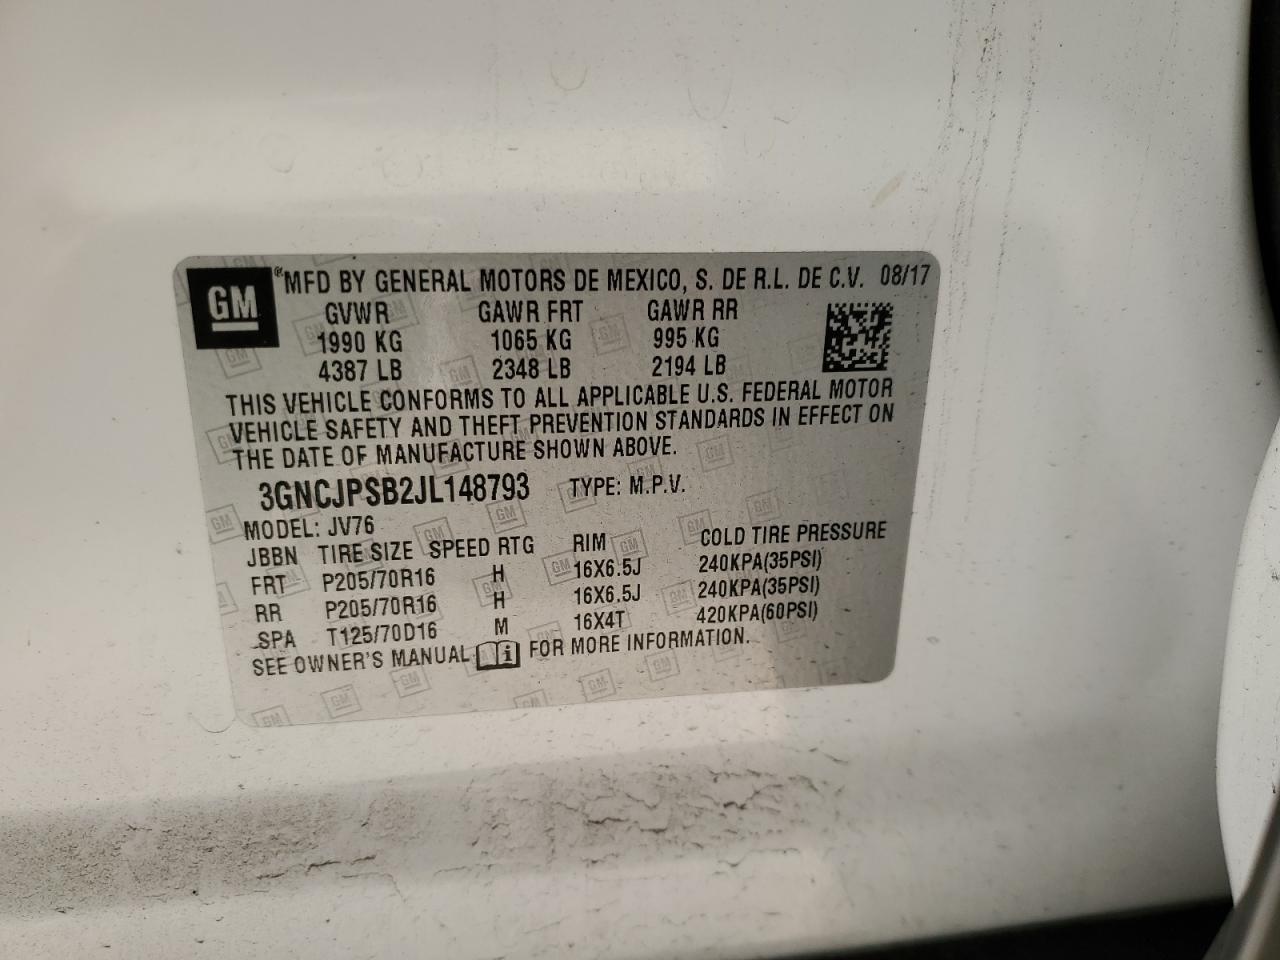 GM ®MFD BY GENERAL MOTORS DE MEXICO, S. DE R.L. DE C.V. 08/17
GVWR GAWR FRT GAWR RR
1990 KG 1065 KG 995 KG
4387 LB 2348 LB 2194 LB
THIS VEHICLE CONFORMS TO ALL APPLICABLE U.S. FEDERAL MOTOR
VEHICLE SAFETY AND THEFT PREVENTION STANDARDS IN EFFECT ON
THE DATE OF MANUFACTURE SHOWN ABOVE.
3GNCJPSB2JL148793 TYPE: M.P.V.
MODEL: JV76
JBBN TIRE SIZE SPEED RTG RIM COLD TIRE PRESSURE
FRT P205/70R16 H 16X6.5J 240KPA(35PSI)
RR P205/70R16 H 16X6.5J 240KPA(35PSI)
SPA T125/70D16 M 16X4T 420KPA(60PSI)
SEE OWNER'S MANUAL i FOR MORE INFORMATION.